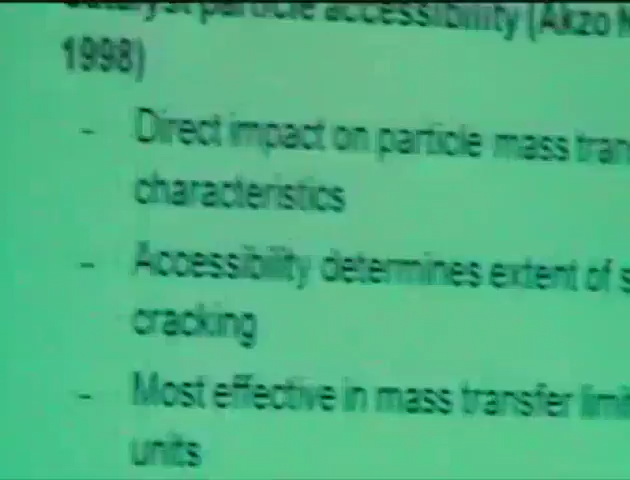 Catalyst particle accessibility (Akzo
1998)
- Direct impact on particle mass
characteristics
- Accessibility determines extent of
cracking
- Most effective in mass transfer
units